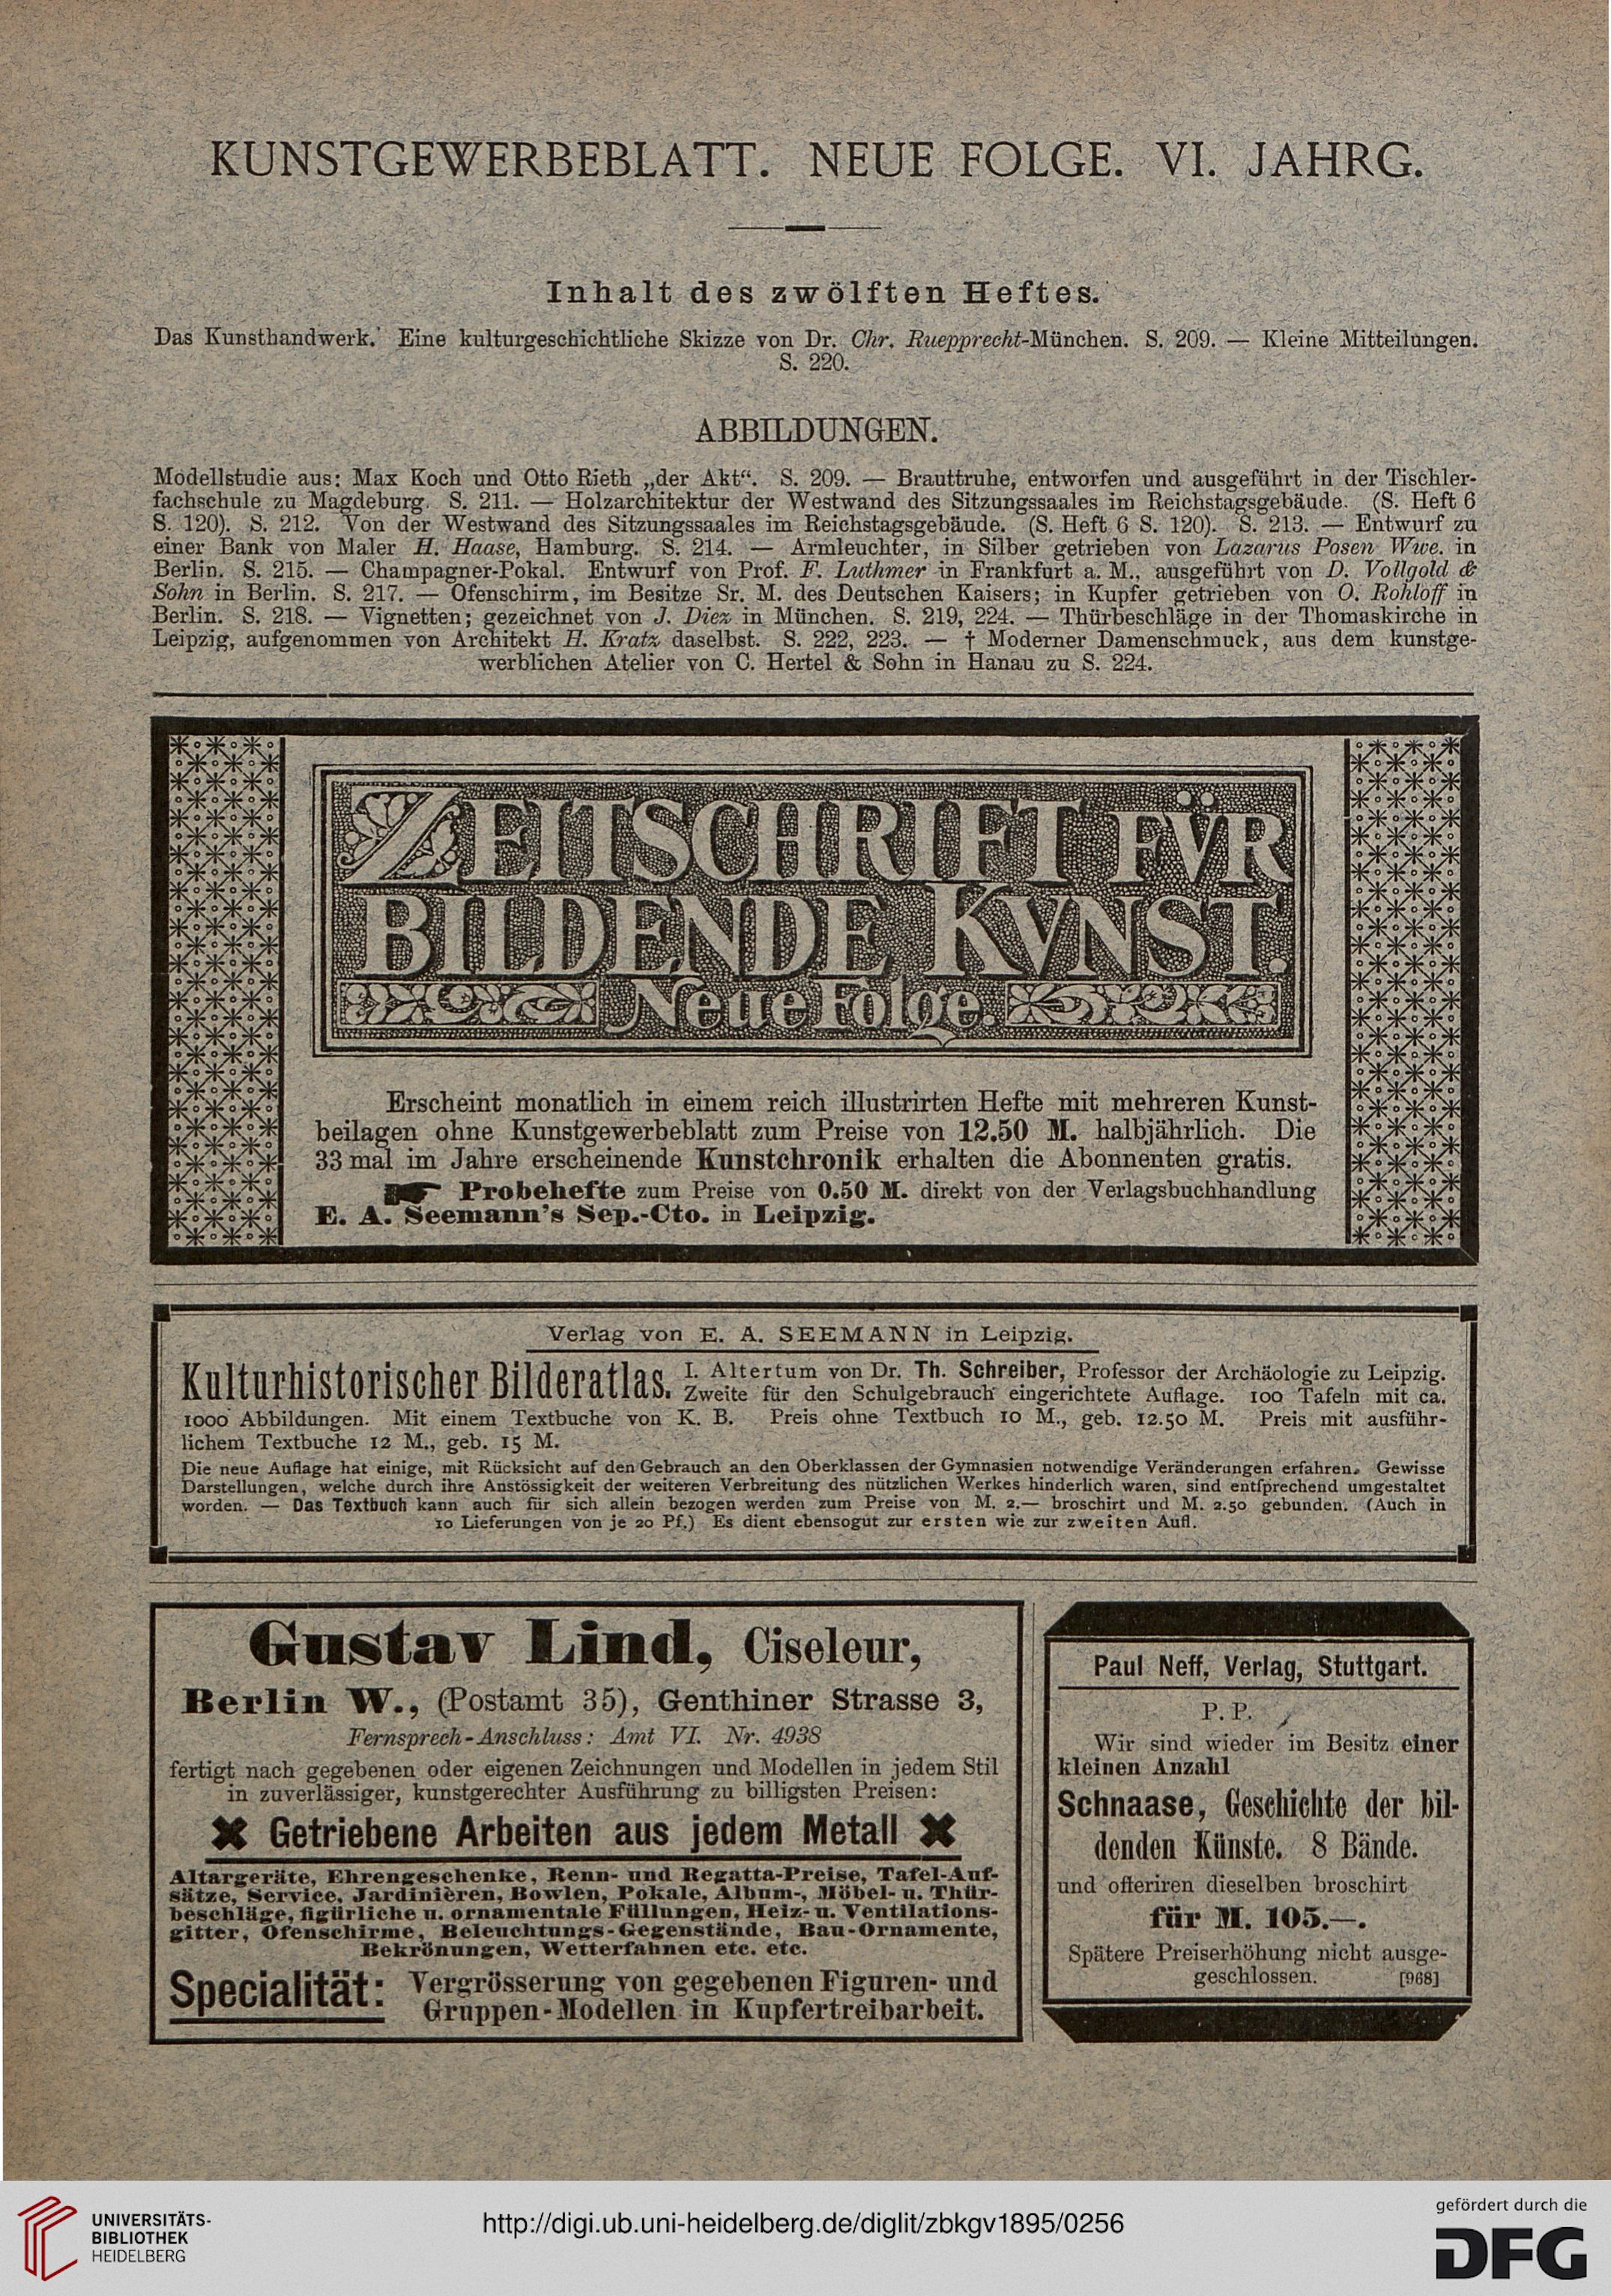 KUNSTGEWERBEBLATT. NEUE FOLGE. VI. JAHRG.
Inhalt des zwölften Heftes.
Das Kunsthandwerk. Eine kulturgeschichtliche Skizze von Dr. Chr. Ruepprecht-München. S. 209. — Kleine Mitteilungen.
S. 220.
ABBILDUNGEN.
Modellstudie aus: Max Koch und Otto Rieth „der Akt“. S. 209. — Brauttruhe, entworfen und ausgeführt in der Tischler-
fachschule zu Magdeburg. S. 211. — Holzarchitektur der Westwand des Sitzungssaales im Reichstagsgebäude. (S. Heft 6
S. 120). S. 212. Von der Westwand des Sitzungssaales im Reichstagsgebäude. (S. Heft 6 S. 120). S. 213. — Entwurf zu
einer Bank von Maler H. Haase, Hamburg. S. 214. — Armleuchter, in Silber getrieben von Lazarus Posen Wwe. in
Berlin. S. 215. — Champagner-Pokal. Entwurf von Prof. F. Luthmer in Frankfurt a. M., ausgeführt von D. Vollgold &
Sohn in Berlin. S. 217. — Ofenschirm, im Besitze Sr. M. des Deutschen Kaisers; in Kupfer getrieben von O. Rohloff in
Berlin. S. 218. — Vignetten; gezeichnet von J. Diez in München. S. 219, 224. — Thürbeschläge in der Thomaskirche in
Leipzig, aufgenommen von Architekt H. Kratz daselbst. S. 222, 223. — † Moderner Damenschmuck, aus dem kunstge-
werblichen Atelier von C. Hertel & Sohn in Hanau zu S. 224.
ZEITSCHRIFT FÜR
BILDENDE KVNST.
Neue Folge.
Erscheint monatlich in einem reich illustrirten Hefte mit mehreren Kunst-
beilagen ohne Kunstgewerbeblatt zum Preise von 12.50 M. halbjährlich. Die
33 mal im Jahre erscheinende Kunstchronik erhalten die Abonnenten gratis.
☛ Probehefte zum Preise von 0.50 M. direkt von der Verlagsbuchhandlung
E. A. Seemann's Sep.-Cto. in Leipzig.
Verlag von E. A. SEEMANN in Leipzig.
Kulturhistorischer Bilderatlas. I. Altertum von Dr. Th. Schreiber, Professor der Archäologie zu Leipzig.
Zweite für den Schulgebrauch eingerichtete Auflage. 100 Tafeln mit ca.
1000 Abbildungen. Mit einem Textbuche von K. B. Preis ohne Textbuch 10 M., geb. 12.50 M. Preis mit ausführ-
lichem Textbuche 12 M., geb. 15 M.
Die neue Auflage hat einige, mit Rücksicht auf den Gebrauch an den Oberklassen der Gymnasien notwendige Veränderungen erfahren. Gewisse
Darstellungen, welche durch ihre Anstössigkeit der weiteren Verbreitung des nützlichen Werkes hinderlich waren, sind entsprechend umgestaltet
worden. — Das Textbuch kann auch für sich allein bezogen werden zum Preise von M. 2.— broschirt und M. 2.50 gebunden. (Auch in
10 Lieferungen von je 20 Pf.) Es dient ebensogut zur ersten wie zur zweiten Aufl.
Gustav Lind, Ciseleur,
Berlin W., (Postamt 35), Genthiner Strasse 3,
Fernsprech-Anschluss: Amt VI. Nr. 4938
fertigt nach gegebenen oder eigenen Zeichnungen und Modellen in jedem Stil
in zuverlässiger, kunstgerechter Ausführung zu billigsten Preisen:
✖ Getriebene Arbeiten aus jedem Metall ✖
Altargeräte, Ehrengeschenke, Renn- und Regatta-Preise, Tafel-Auf-
sätze, Service, Jardinièren, Bowlen, Pokale, Album-, Möbel- u. Thür-
beschläge, figürliche u. ornamentale Füllungen, Heiz- u. Ventilations-
gitter, Ofenschirme, Beleuchtungs-Gegenstände, Bau-Ornamente,
Bekrönungen, Wetterfahnen etc. etc.
Specialität: Vergrösserung von gegebenen Figuren- und
Gruppen-Modellen in Kupfertreibarbeit.
Paul Neff, Verlag, Stuttgart.
P. P.
Wir sind wieder im Besitz einer
kleinen Anzahl
Schnaase, Geschichte der bil-
denden Künste. 8 Bände.
und offeriren dieselben broschirt
für M. 105.—.
Spätere Preiserhöhung nicht ausge-
geschlossen. [968]
UNIVERSITÄTS-
BIBLIOTHEK
HEIDELBERG
http://digi.ub.uni-heidelberg.de/diglit/zbkgv1895/0256
gefördert durch die
DFG